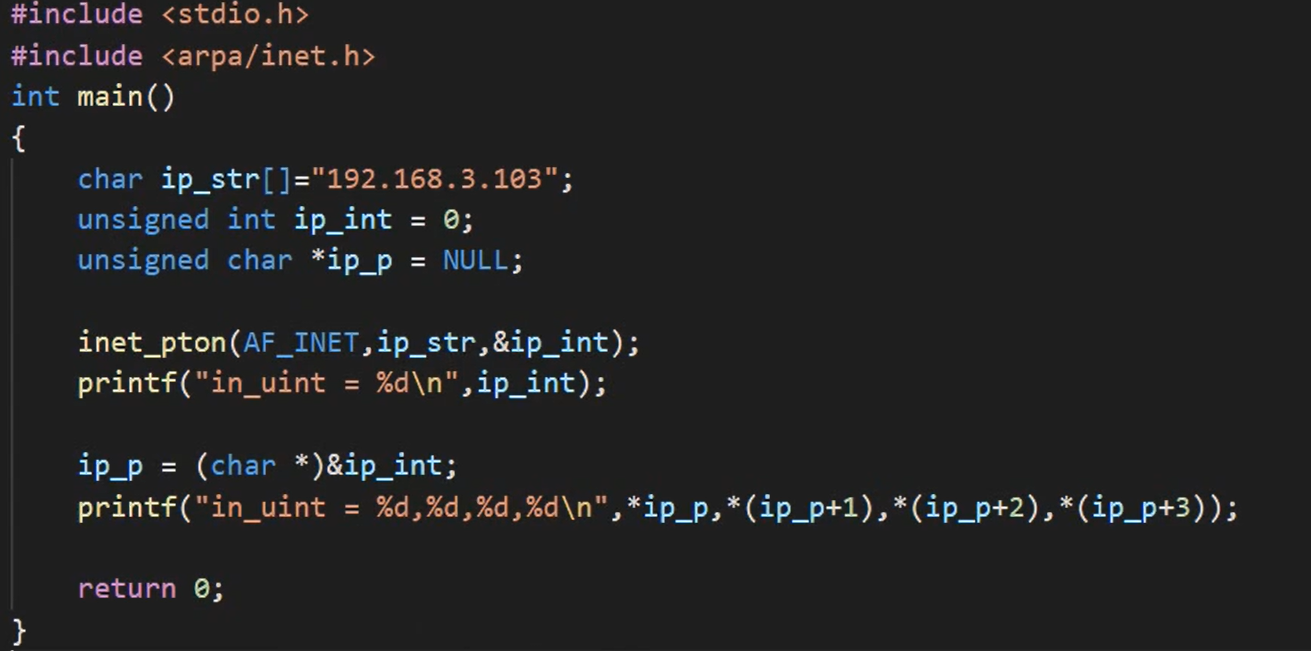 #include <stdio.h>
#include <arpa/inet.h>
int main()
{
    char ip_str[]="192.168.3.103";
    unsigned int ip_int = 0;
    unsigned char *ip_p = NULL;

    inet_pton(AF_INET,ip_str,&ip_int);
    printf("in_uint = %d\n",ip_int);

    ip_p = (char *)&ip_int;
    printf("in_uint = %d,%d,%d,%d\n",*ip_p,*(ip_p+1),*(ip_p+2),*(ip_p+3));

    return 0;
}